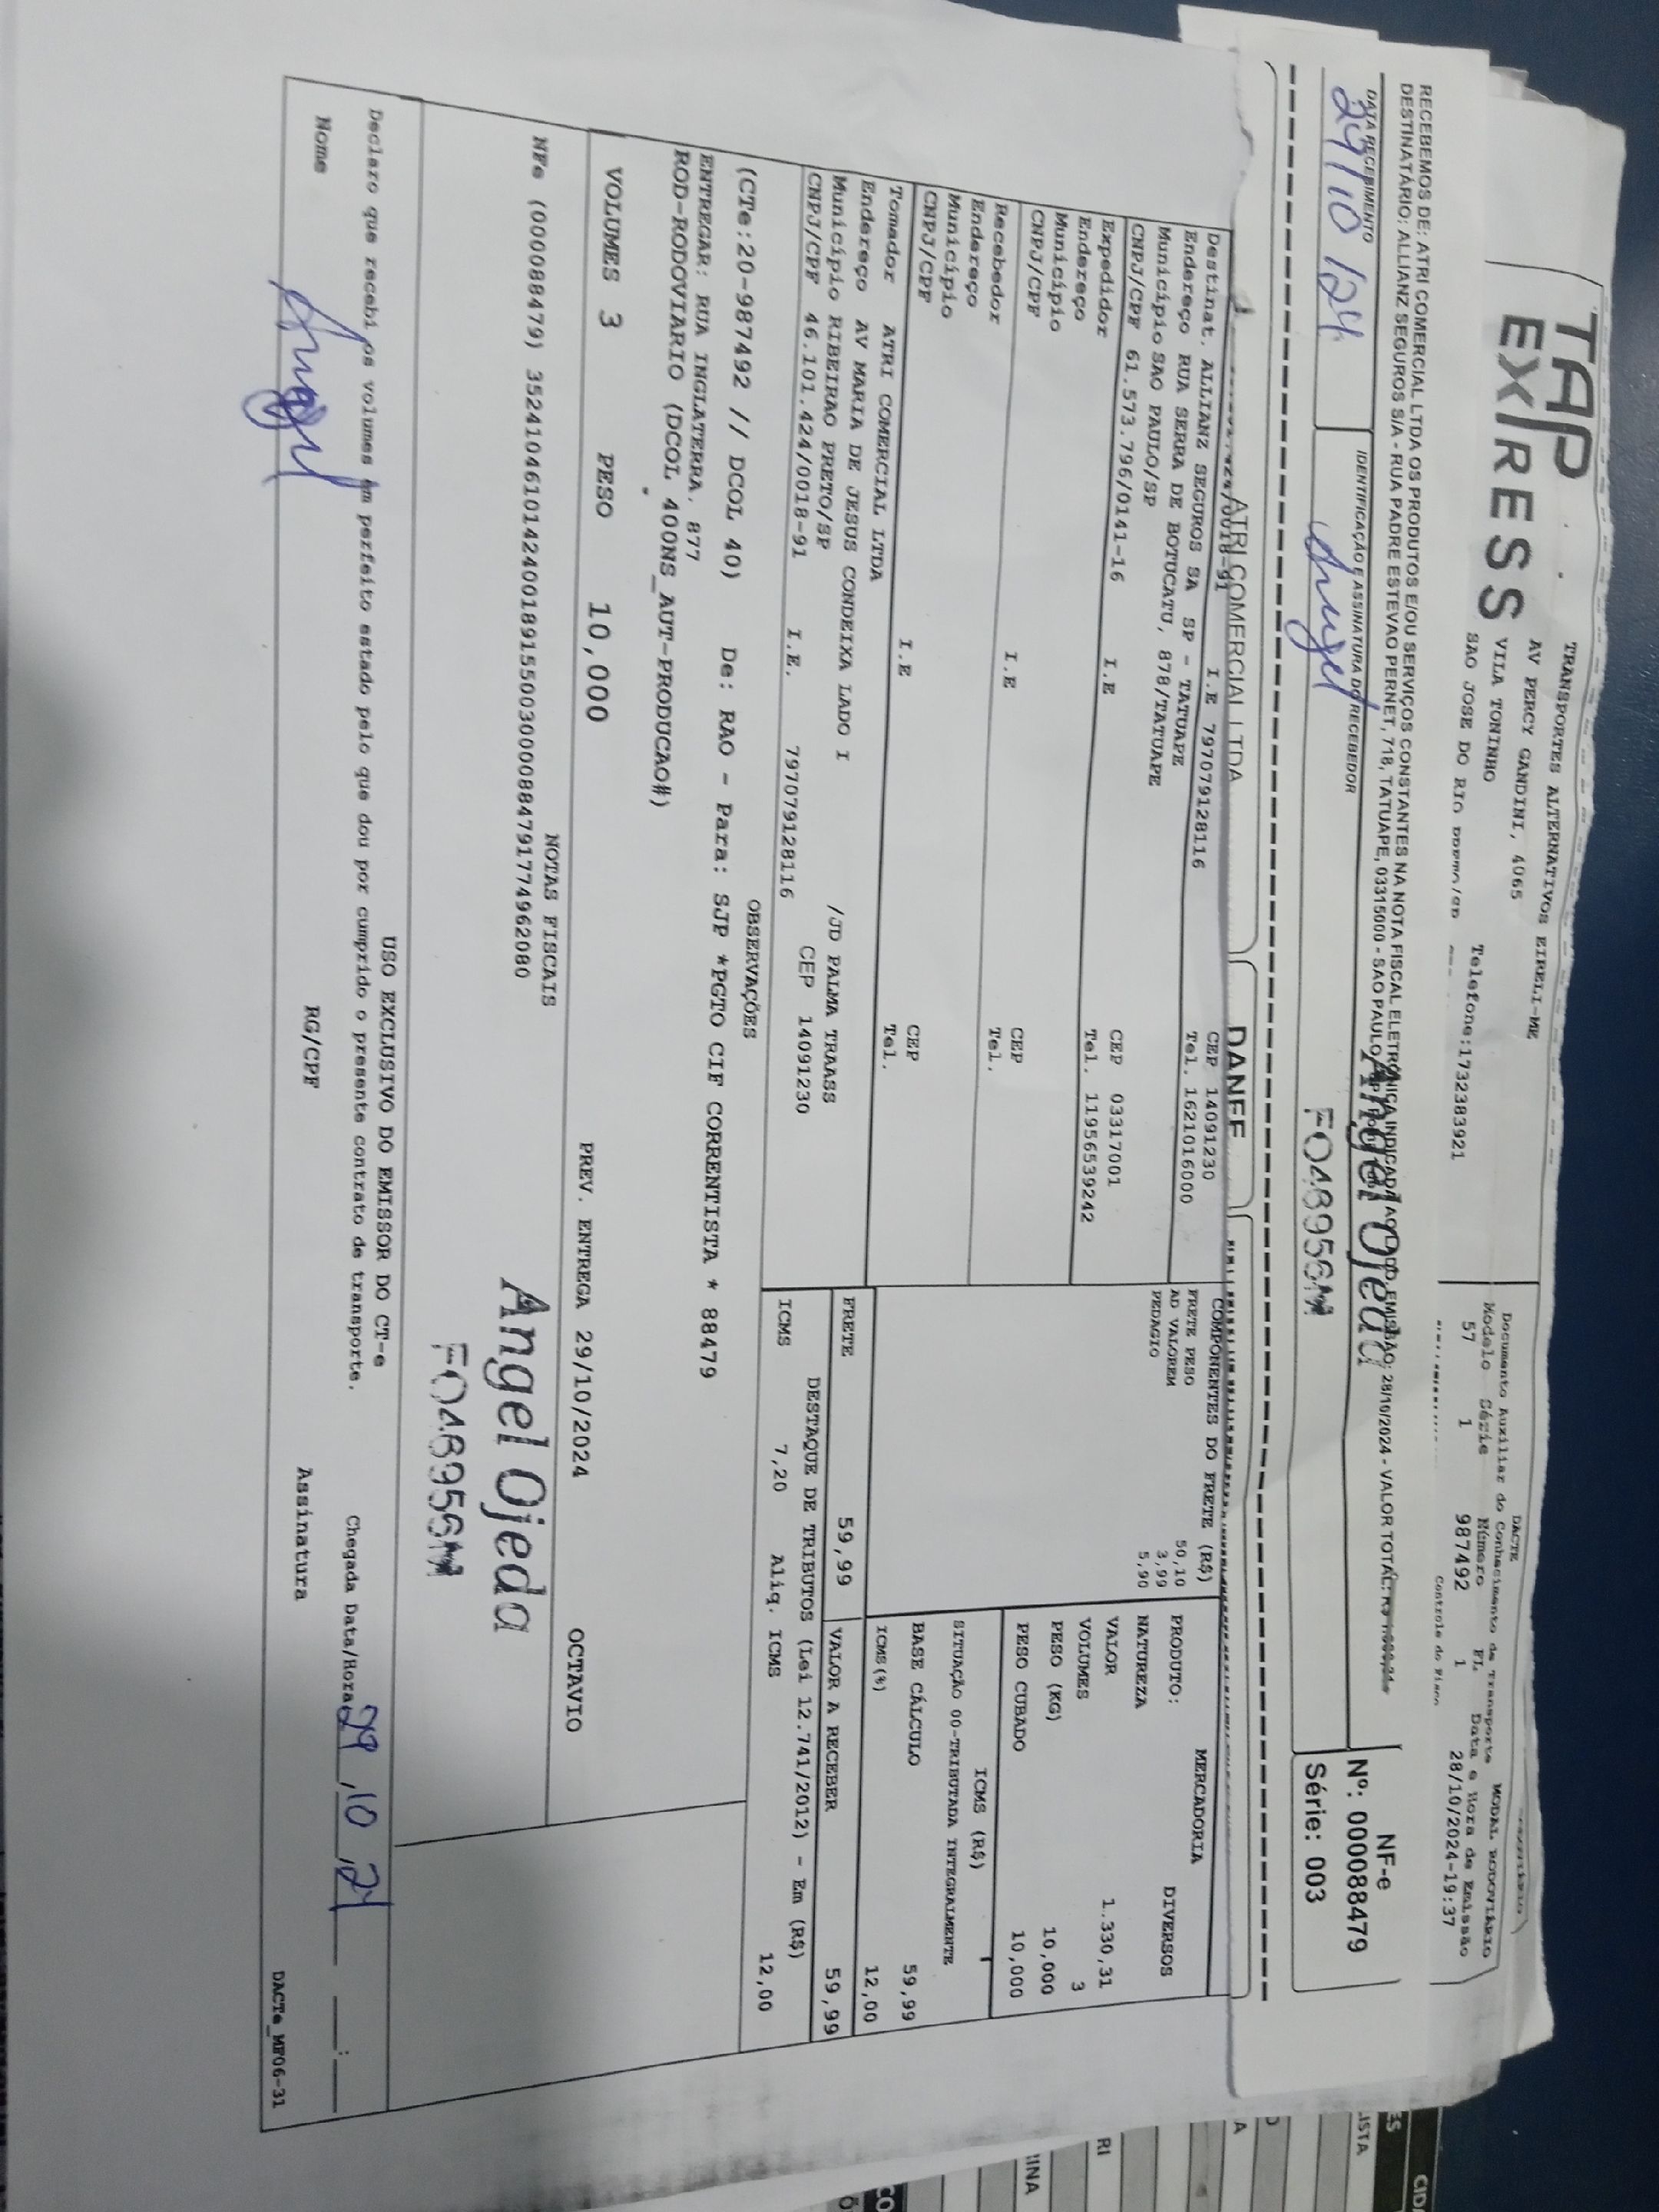 TAP
EXPRESS
TRANSPORTES ALTERNATIVOS EIRELI-ME
AV PERCY GANDINI, 4065
VILA TONINHO
SAO JOSE DO RIO
Telefone:1732383921
DACTE
Documento Auxiliar do Conhecimento de Transporte
MODAL RODOVIÁRIO
Modelo Série Número FL Data e Hora de Emissão
57 1 987492 1 28/10/2024-19:37
Controle do Fisco
RECEBEMOS DE: ATRI COMERCIAL LTDA OS PRODUTOS E/OU SERVIÇOS CONSTANTES NA NOTA FISCAL ELETRÔNICA INDICADA AO LADO. EMISSÃO: 28/10/2024 - VALOR TOTAL:
DESTINATÁRIO: ALLIANZ SEGUROS S/A - RUA PADRE ESTEVAO PERNET, 718, TATUAPE, 03315000 - SAO PAULO
NF-e
Nº: 000088479
Série: 003
DATA RECEBIMENTO
29/10/24
IDENTIFICAÇÃO E ASSINATURA DO RECEBEDOR
Angel
Angel Ojeda
F048956M
ATRI COMERCIAL LTDA
DANFE
Destinat. ALLIANZ SEGUROS SA SP - TATUAPE
I.E 797079128116
CEP 14091230
Endereço RUA SERRA DE BOTUCATU, 878/TATUAPE
Tel. 1621016000
Município SAO PAULO/SP
CNPJ/CPF 61.573.796/0141-16
I.E
CEP 03317001
Tel. 11956539242
Expedidor
Endereço
Município
CNPJ/CPF
I.E
CEP
Tel.
Recebedor
Endereço
Município
CNPJ/CPF
I.E
CEP
Tel.
Tomador ATRI COMERCIAL LTDA
Endereço AV MARIA DE JESUS CONDEIXA LADO I /JD PALMA TRAASS
Município RIBEIRAO PRETO/SP
CEP 14091230
CNPJ/CPF 46.101.424/0018-91 I.E. 797079128116
COMPONENTES DO FRETE (R$)
FRETE PESO 50,10
AD VALOREM 3,99
PEDAGIO 5,90
MERCADORIA
PRODUTO: DIVERSOS
NATUREZA
VALOR 1.330,31
VOLUMES 3
PESO (KG) 10,000
PESO CUBADO 10,000
ICMS (R$)
SITUAÇÃO 00-TRIBUTADA INTEGRALMENTE
BASE CÁLCULO 59,99
ICMS(%) 12,00
FRETE 59,99
VALOR A RECEBER 59,99
DESTAQUE DE TRIBUTOS (Lei 12.741/2012) - Em (R$)
ICMS 7,20 Aliq. ICMS 12,00
OBSERVAÇÕES
(CTe:20-987492 // DCOL 40) De: RAO - Para: SJP *PGTO CIF CORRENTISTA * 88479
ENTREGAR: RUA INGLATERRA. 877
ROD-RODOVIARIO (DCOL 40ONS_AUT-PRODUCAO#)
VOLUMES 3 PESO 10,000 PREV. ENTREGA 29/10/2024 OCTAVIO
NOTAS FISCAIS
NFe (000088479) 35241046101424001891550030000884791774962080
Angel Ojeda
F048956M
USO EXCLUSIVO DO EMISSOR DO CT-e
Declaro que recebi os volumes em perfeito estado pelo que dou por cumprido o presente contrato de transporte.
Chegada Data/Hora 29,10,24
Nome
Angel
RG/CPF
Assinatura
DACTe_MF06-31